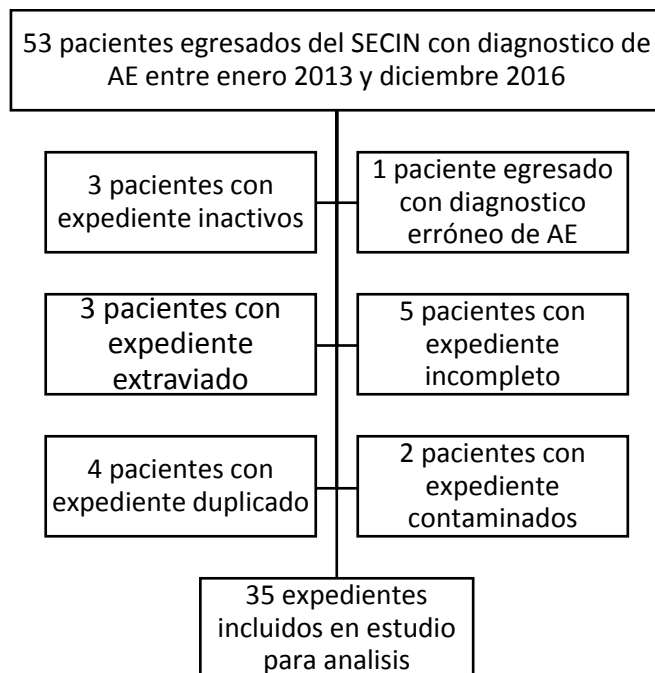 53 pacientes egresados del SECIN con diagnostico de
AE entre enero 2013 y diciembre 2016
3 pacientes con
expediente inactivos
1 paciente egresado
con diagnostico
erróneo de AE
3 pacientes con
expediente
extraviado
5 pacientes con
expediente
incompleto
4 pacientes con
expediente duplicado
2 pacientes con
expediente
contaminados
35 expedientes
incluidos en estudio
para analisis